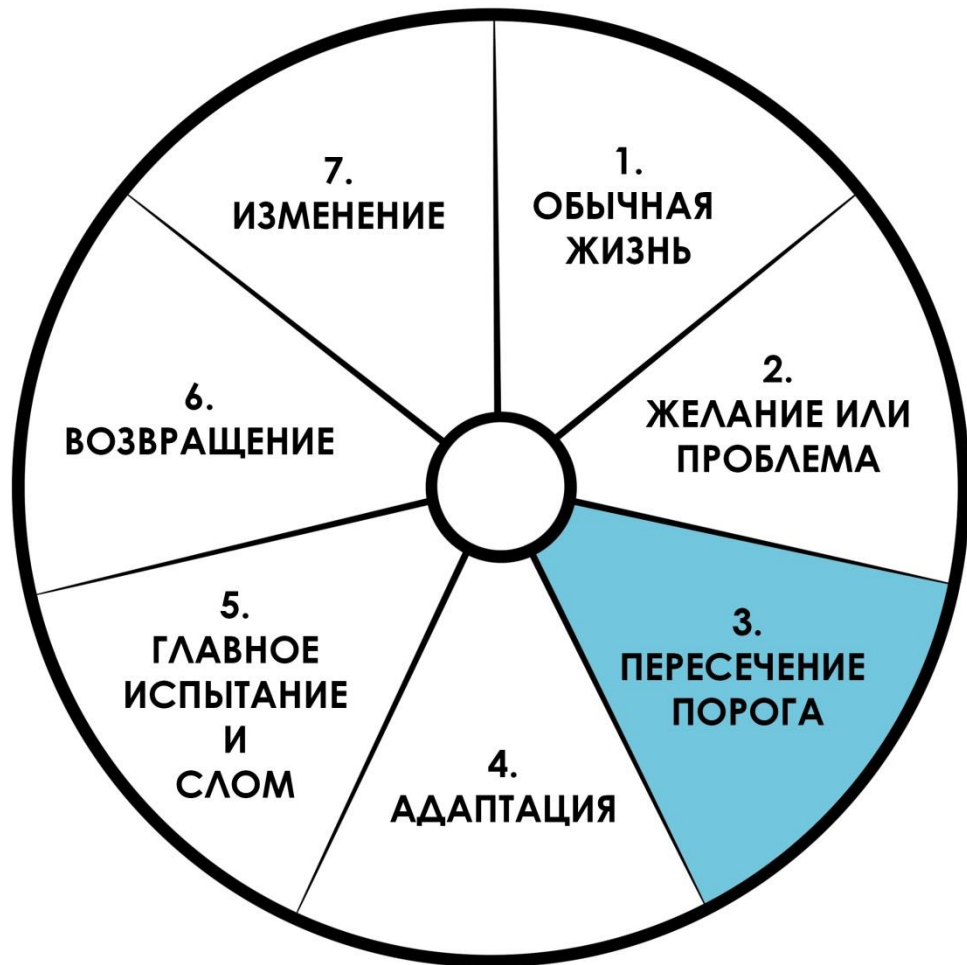 1.
ОБЫЧНАЯ
ЖИЗНЬ
2.
ЖЕЛАНИЕ ИЛИ
ПРОБЛЕМА
3.
ПЕРЕСЕЧЕНИЕ
ПОРОГА
4.
АДАПТАЦИЯ
5.
ГЛАВНОЕ
ИСПЫТАНИЕ
И
СЛОМ
6.
ВОЗВРАЩЕНИЕ
7.
ИЗМЕНЕНИЕ